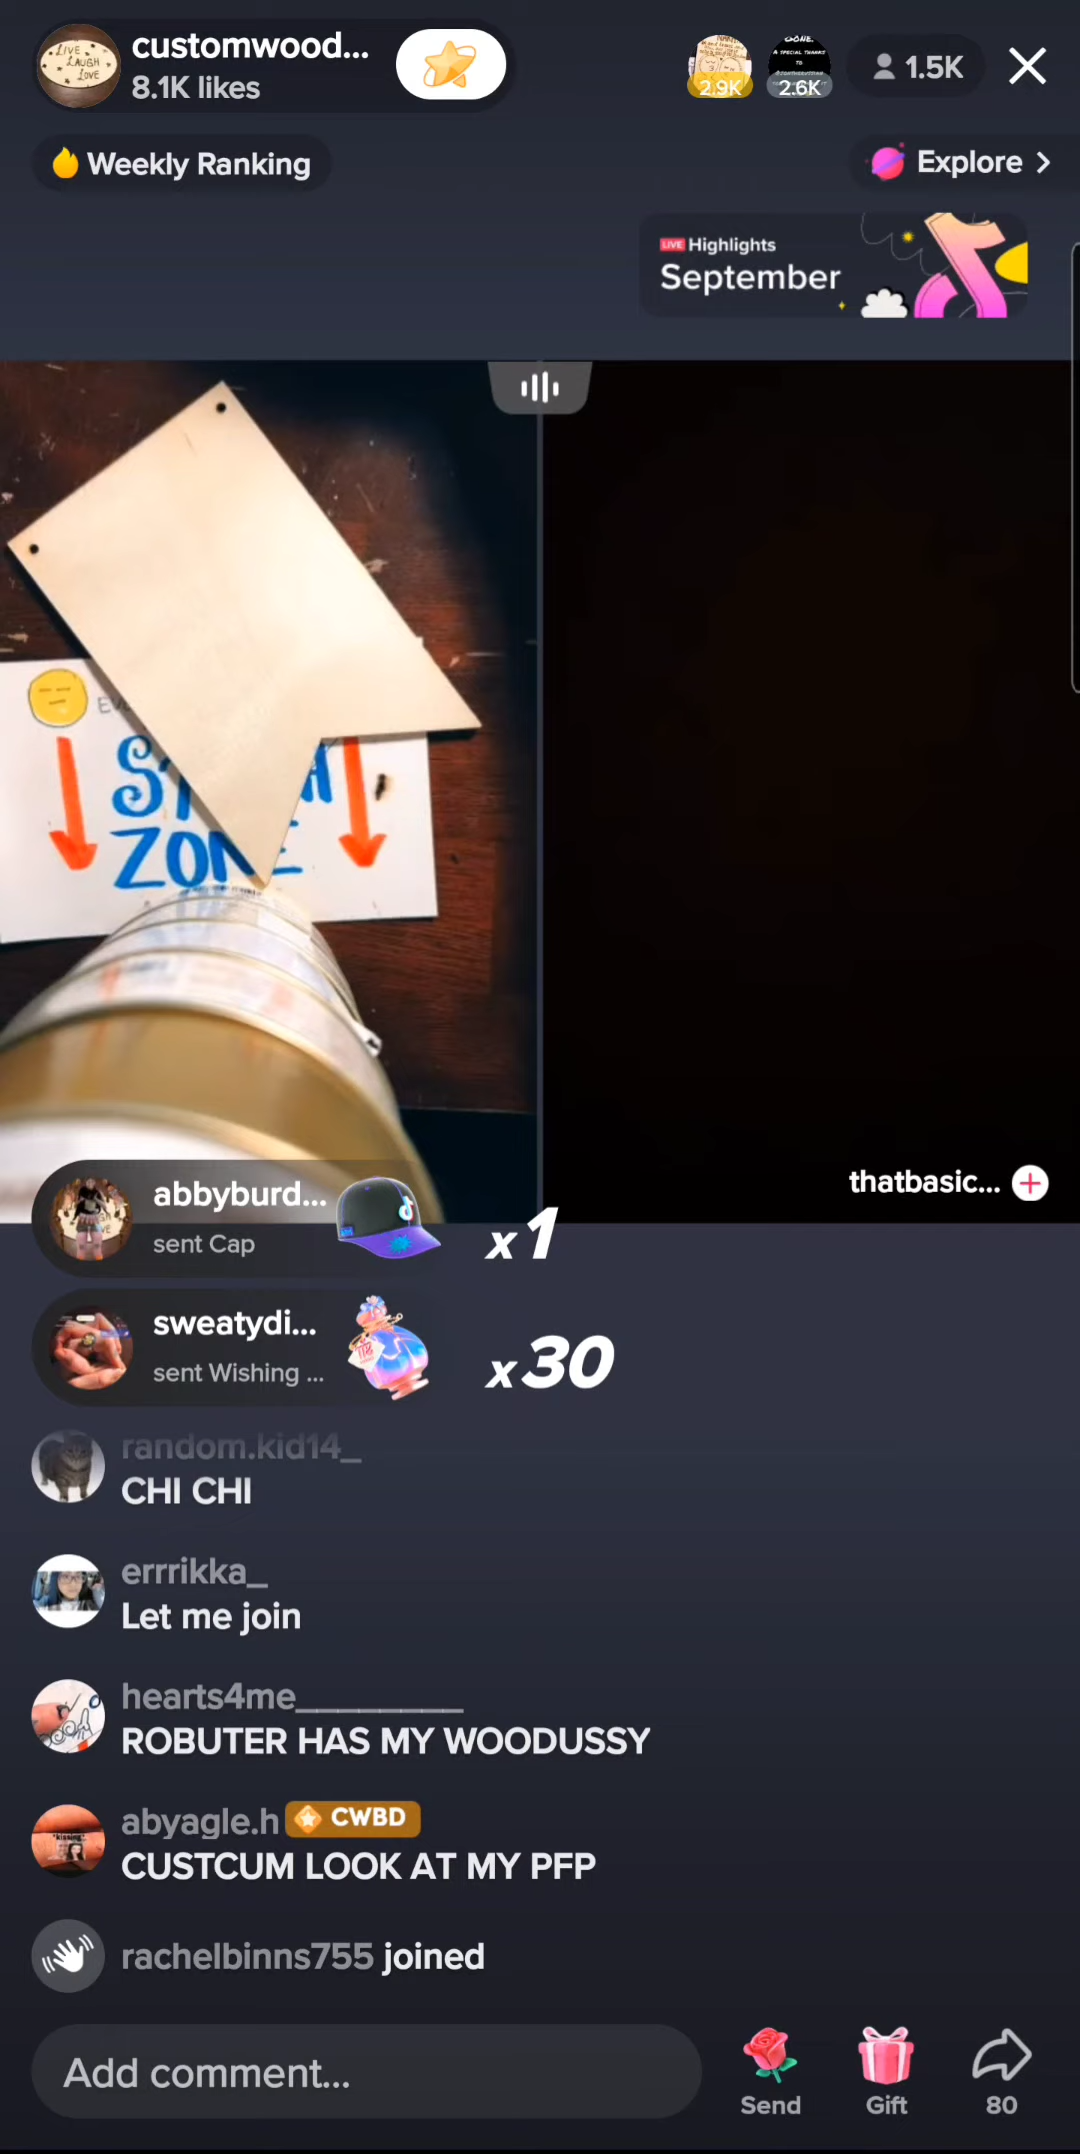 customwood...
8.1K likes
2.9K
2.6K
1.5K
Weekly Ranking
Explore >
LIVE Highlights
September
ZONE
thatbasic...
abyburd...
sent Cap
x1
sweatydi...
sent Wishing ...
x30
random.kid14_
CHI CHI
errrikka_
Let me join
hearts4me__________
ROBUTER HAS MY WOODUSSY
abyagle.h CWBD
CUSTCUM LOOK AT MY PFP
rachelbinns755 joined
Add comment...
Send
Gift
80